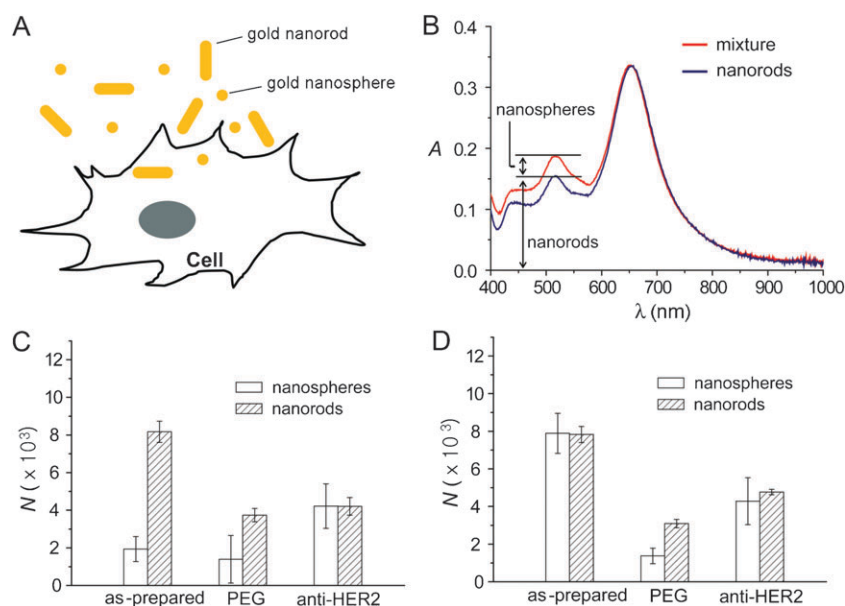 A
gold nanorod
gold nanosphere
Cell
B
mixture
nanorods
nanospheres
nanorods
A
0.4
0.3
0.2
0.1
0.0
400 500 600 700 800 900 1000
λ (nm)
C
nanospheres
nanorods
N ( x 10³)
12
10
8
6
4
2
0
as-prepared PEG anti-HER2
D
nanospheres
nanorods
N ( x 10³)
12
10
8
6
4
2
0
as-prepared PEG anti-HER2